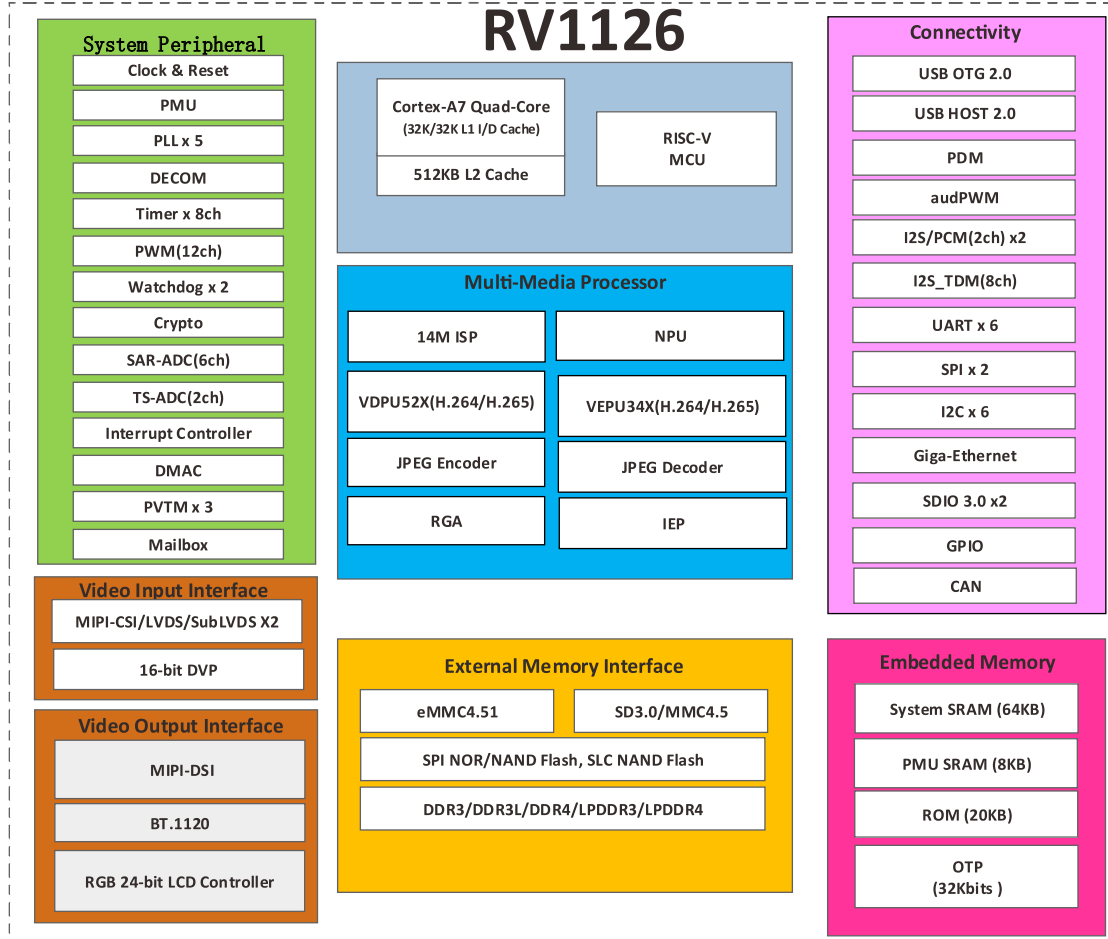 RV1126
System Peripheral
Clock & Reset
PMU
PLL x 5
DECOM
Timer x 8ch
PWM(12ch)
Watchdog x 2
Crypto
SAR-ADC(6ch)
TS-ADC(2ch)
Interrupt Controller
DMAC
PVTM x 3
Mailbox
Video Input Interface
MIPI-CSI/LVDS/SubLVDS X2
16-bit DVP
Video Output Interface
MIPI-DSI
BT.1120
RGB 24-bit LCD Controller
Cortex-A7 Quad-Core
(32K/32K L1 I/D Cache)
512KB L2 Cache
RISC-V
MCU
Multi-Media Processor
14M ISP
NPU
VDPU52X(H.264/H.265)
VEPU34X(H.264/H.265)
JPEG Encoder
JPEG Decoder
RGA
IEP
External Memory Interface
eMMC4.51
SD3.0/MMC4.5
SPI NOR/NAND Flash, SLC NAND Flash
DDR3/DDR3L/DDR4/LPDDR3/LPDDR4
Connectivity
USB OTG 2.0
USB HOST 2.0
PDM
audPWM
I2S/PCM(2ch) x2
I2S_TDM(8ch)
UART x 6
SPI x 2
I2C x 6
Giga-Ethernet
SDIO 3.0 x2
GPIO
CAN
Embedded Memory
System SRAM (64KB)
PMU SRAM (8KB)
ROM (20KB)
OTP
(32Kbits )